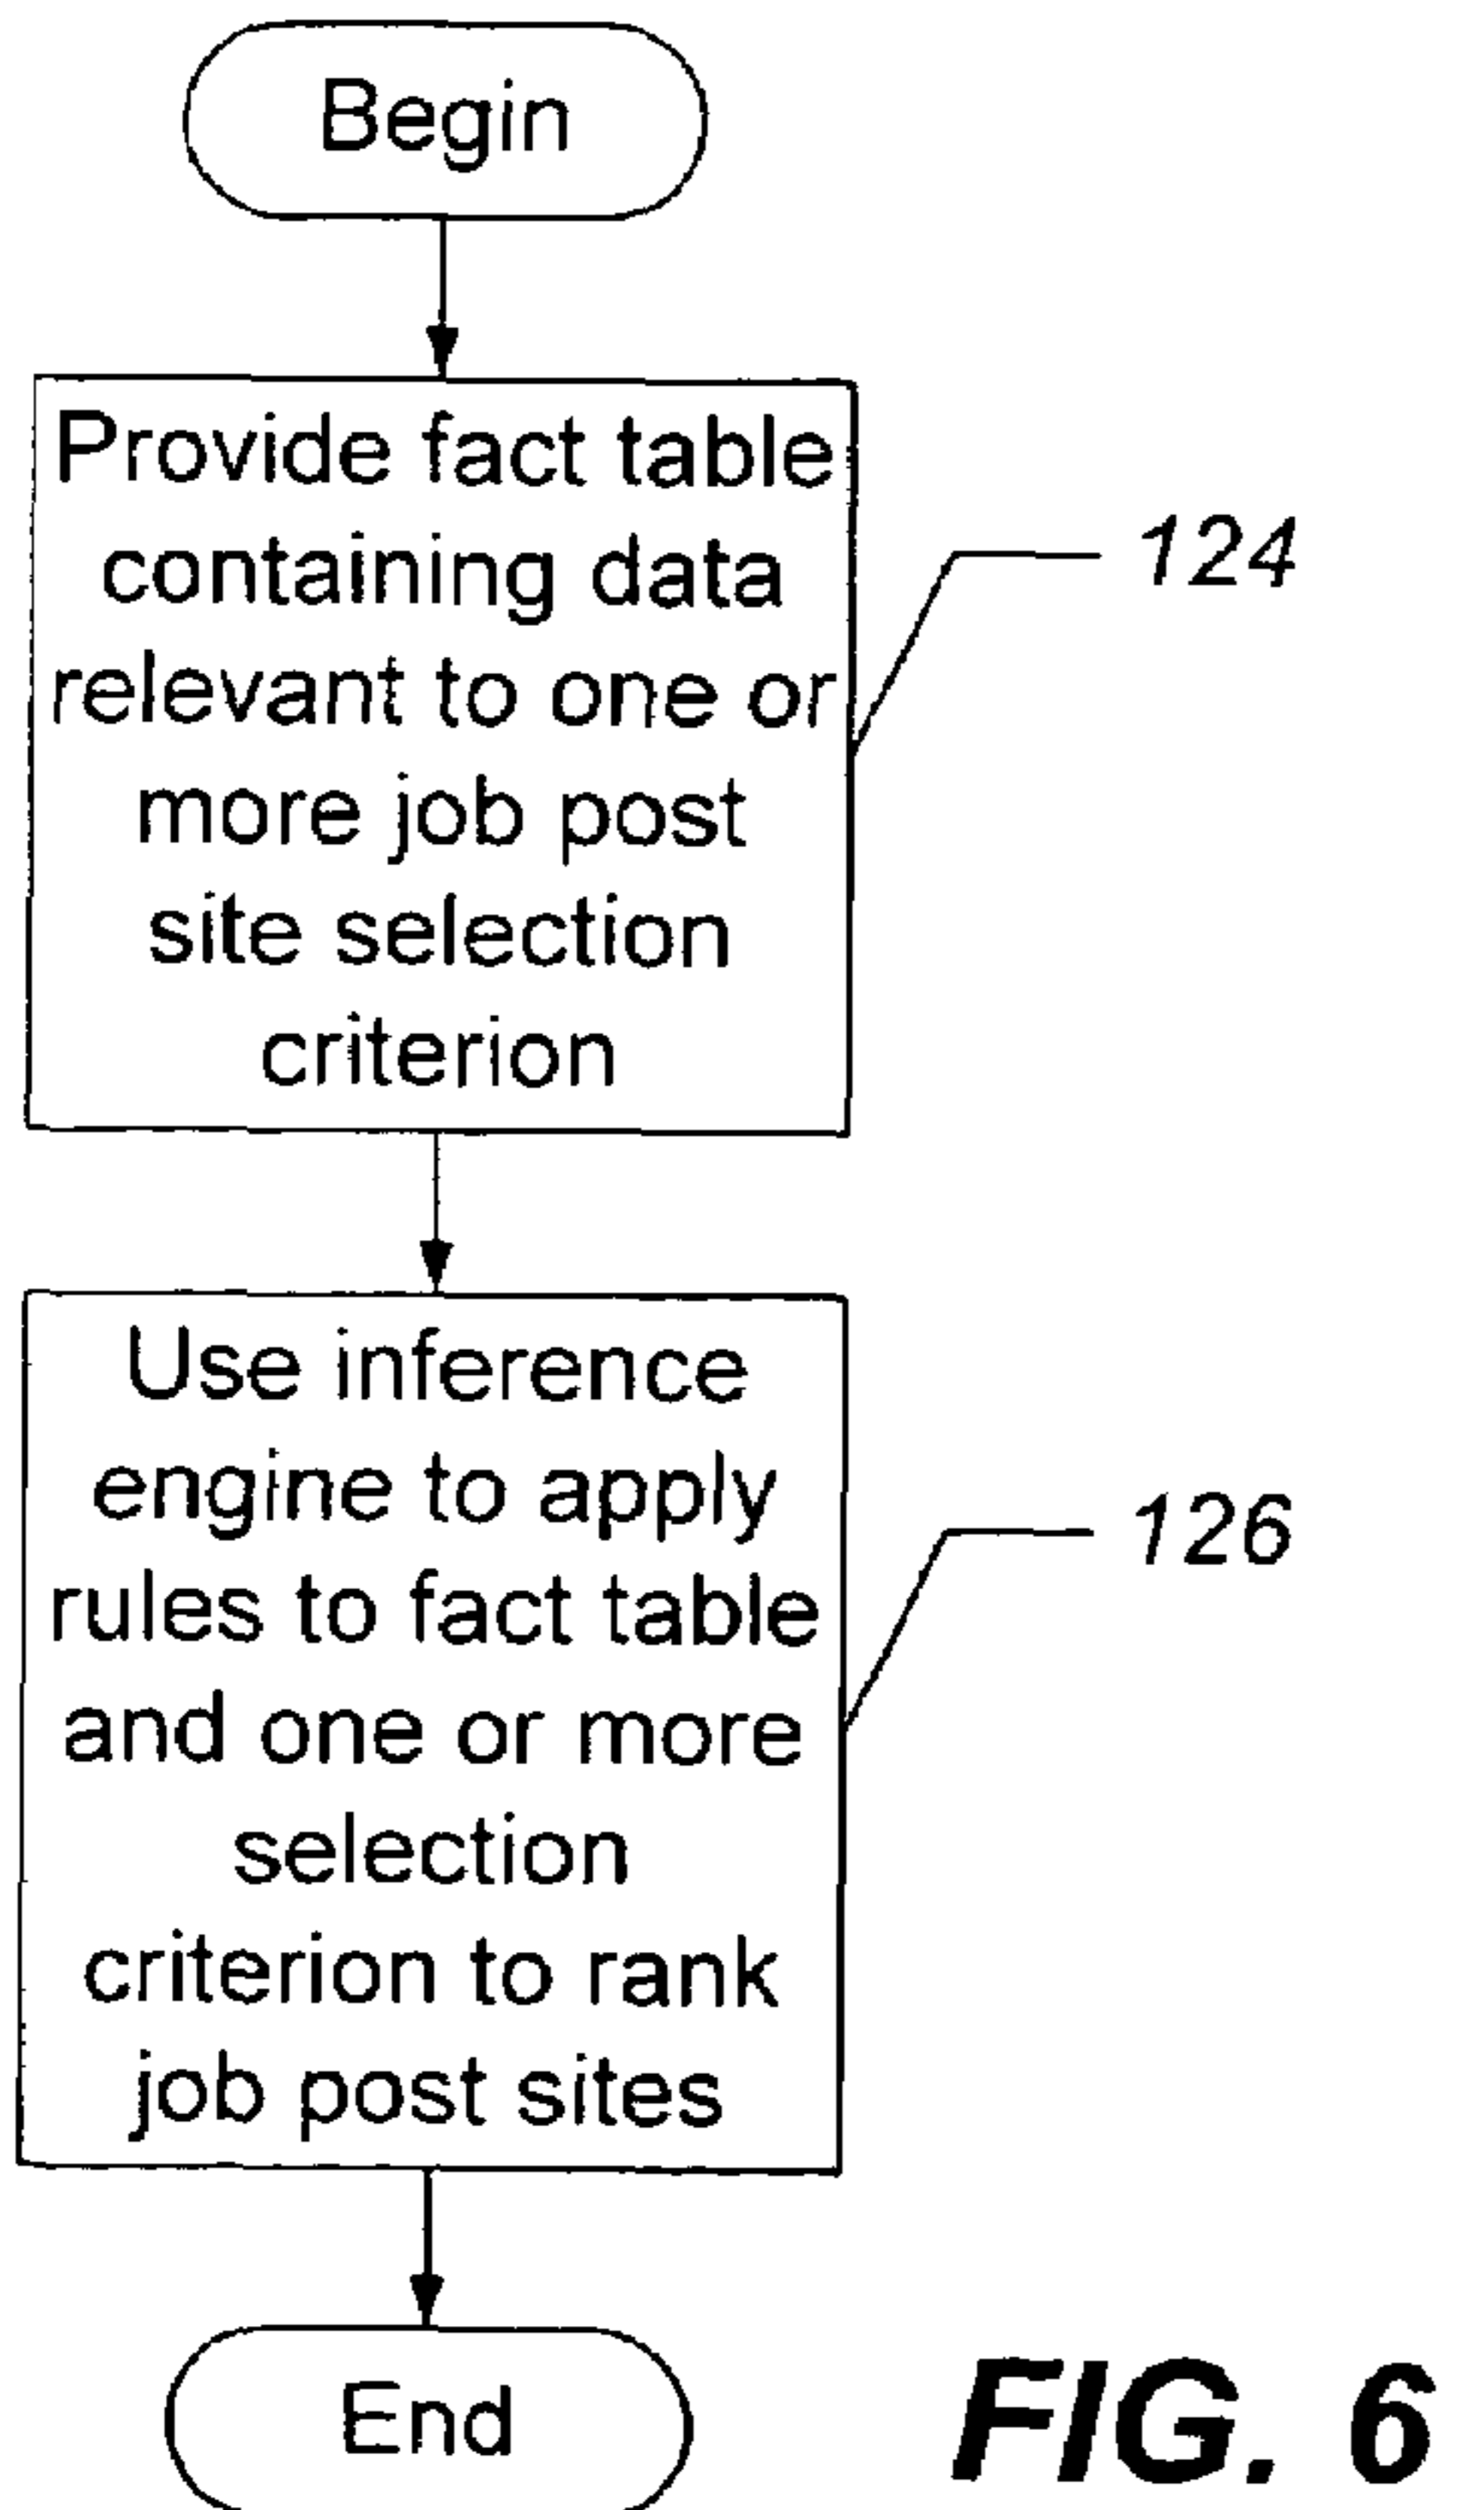 Begin
Provide fact table
containing data
relevant to one or
more job post
site selection
criterion
124
Use inference
engine to apply
rules to fact table
and one or more
selection
criterion to rank
job post sites
126
End
FIG. 6